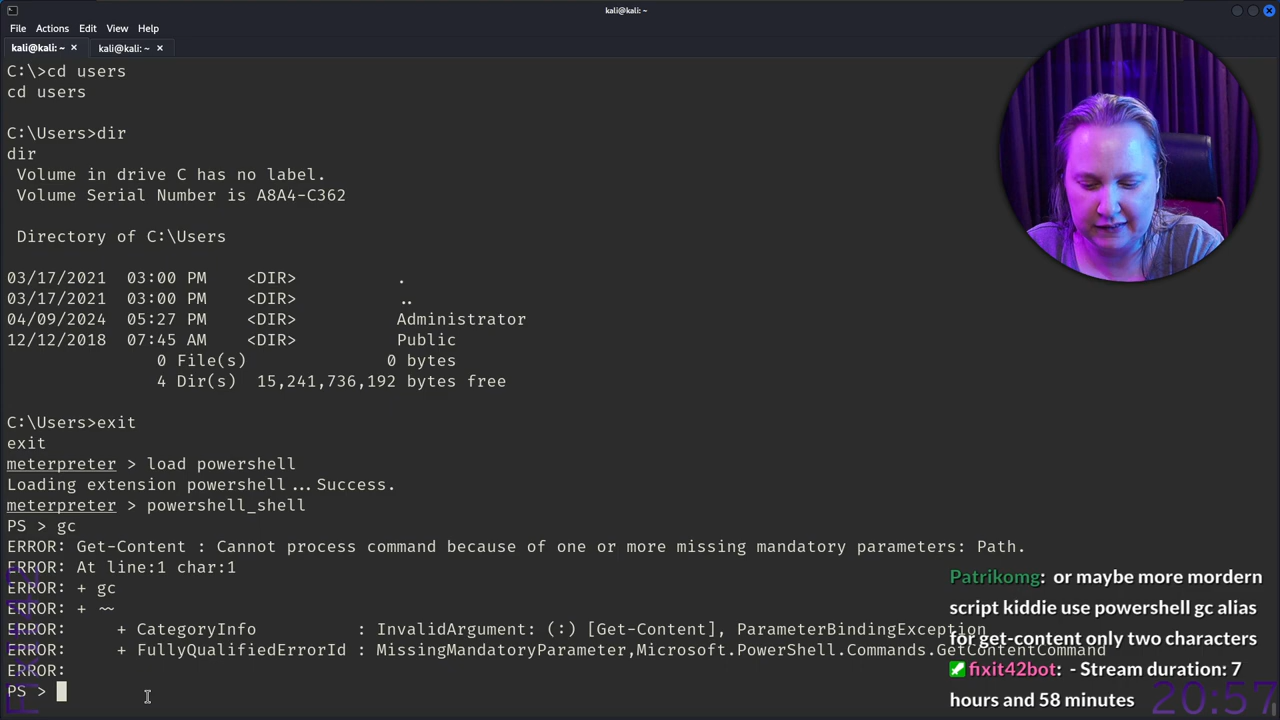 kali@kali: ~
File Actions Edit View Help
kali@kali: ~ × kali@kali: ~ ×
C:\>cd users
cd users
C:\Users>dir
dir
Volume in drive C has no label.
Volume Serial Number is A8A4-C362
Directory of C:\Users
03/17/2021 03:00 PM <DIR> .
03/17/2021 03:00 PM <DIR> ..
04/09/2024 05:27 PM <DIR> Administrator
12/12/2018 07:45 AM <DIR> Public
0 File(s) 0 bytes
4 Dir(s) 15,241,736,192 bytes free
C:\Users>exit
exit
meterpreter > load powershell
Loading extension powershell...Success.
meterpreter > powershell_shell
PS > gc
ERROR: Get-Content : Cannot process command because of one or more missing mandatory parameters: Path.
ERROR: At line:1 char:1
ERROR: + gc
ERROR: + ~~
ERROR: + CategoryInfo : InvalidArgument: (:) [Get-Content], ParameterBindingException
ERROR: + FullyQualifiedErrorId : MissingMandatoryParameter,Microsoft.PowerShell.Commands.GetContentCommand
ERROR:
PS >
Patrikomg: or maybe more mordern
script kiddie use powershell gc alias
for get-content only two characters
fixit42bot: - Stream duration: 7
hours and 58 minutes
20:57